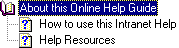 About this Online Help Guide
How to use this Intranet Help
Help Resources